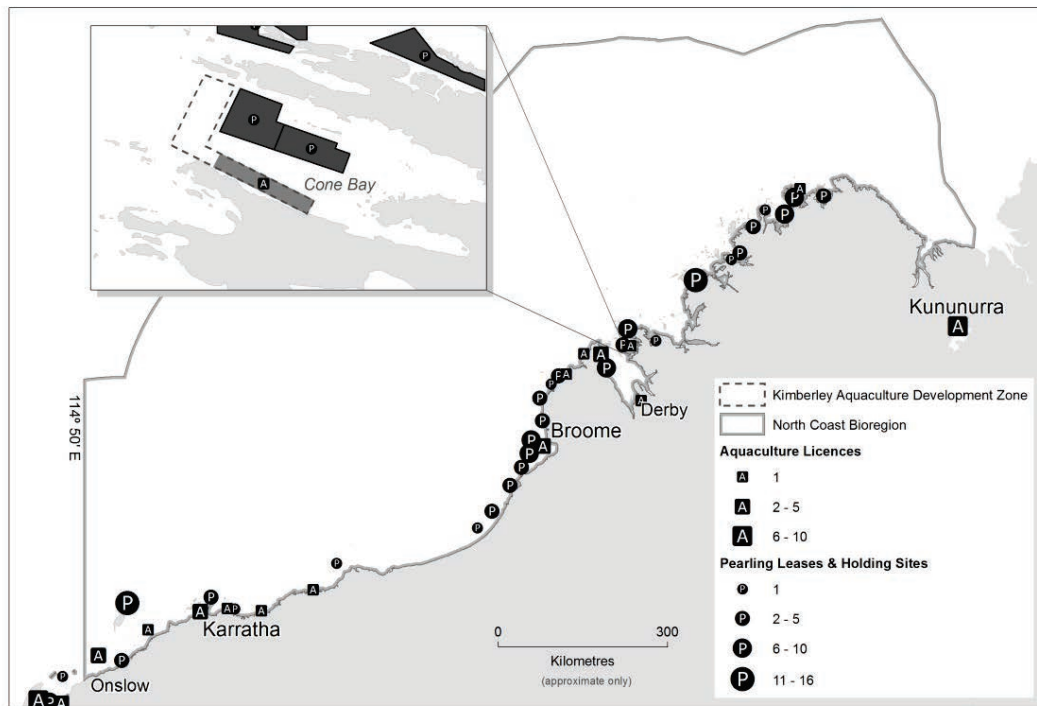 P
P
P
P
A
Cone Bay
A
P
P
P
P
P
P
P
P
Kununurra
A
P
P
A
P
A
A
P
P
A
P
A
Derby
P
P
Broome
P
A
P
P
P
P
P
P
A
114º 50' E
P
P
A
A
P
A
Karratha
A
A
P
Onslow
P
A
P
A
0 300
Kilometres
(approximate only)
Kimberley Aquaculture Development Zone
North Coast Bioregion
Aquaculture Licences
A 1
A 2 - 5
A 6 - 10
Pearling Leases & Holding Sites
P 1
P 2 - 5
P 6 - 10
P 11 - 16